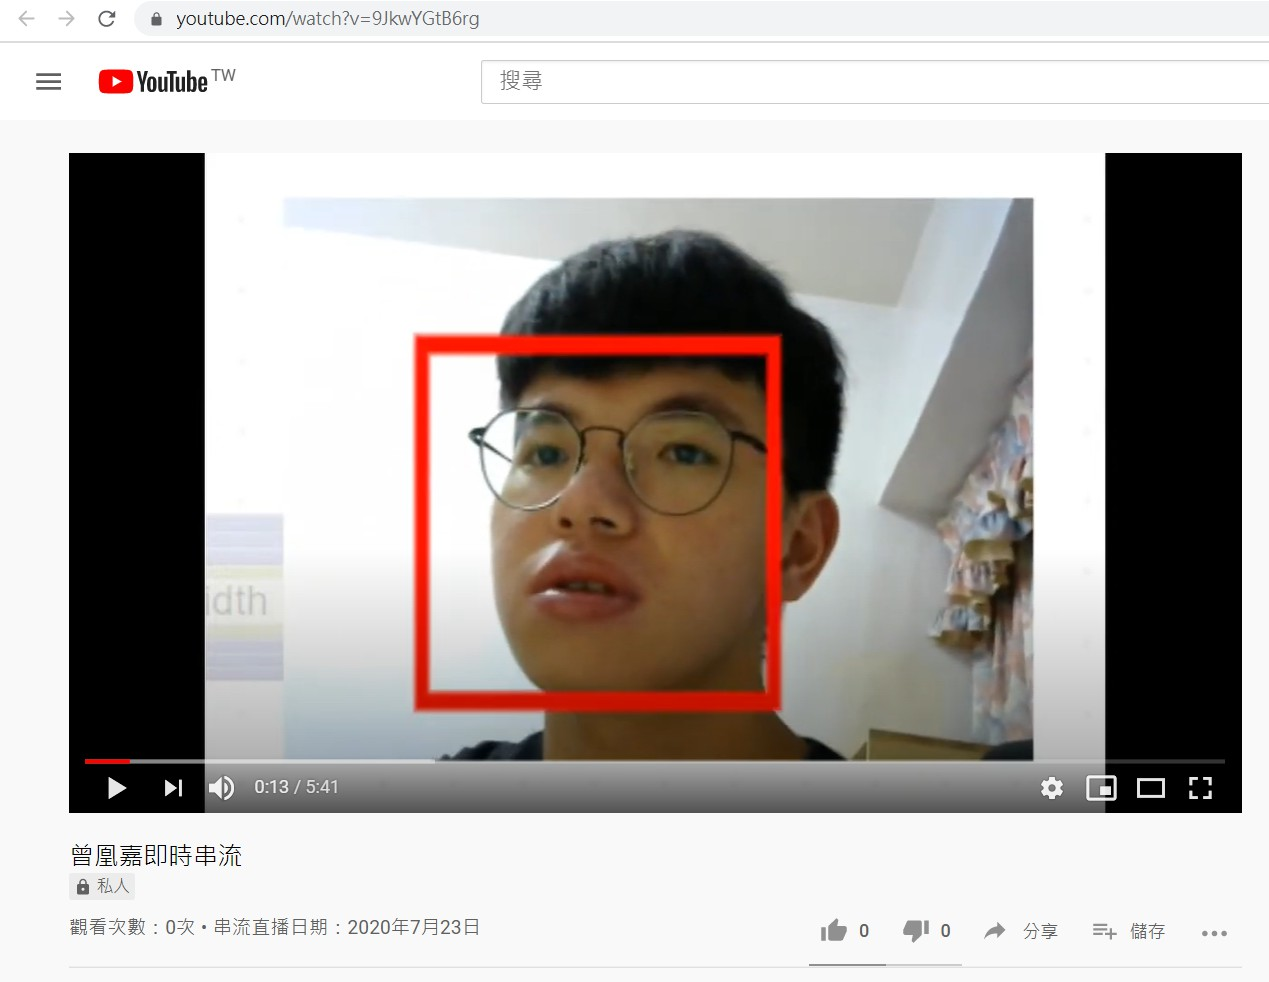 youtube.com/watch?v=9JkwYGtB6rg
YouTube TW
搜尋
idth
0:13 / 5:41
曾凰嘉即時串流
私人
觀看次數：0次 • 串流直播日期：2020年7月23日
0 0 分享 儲存